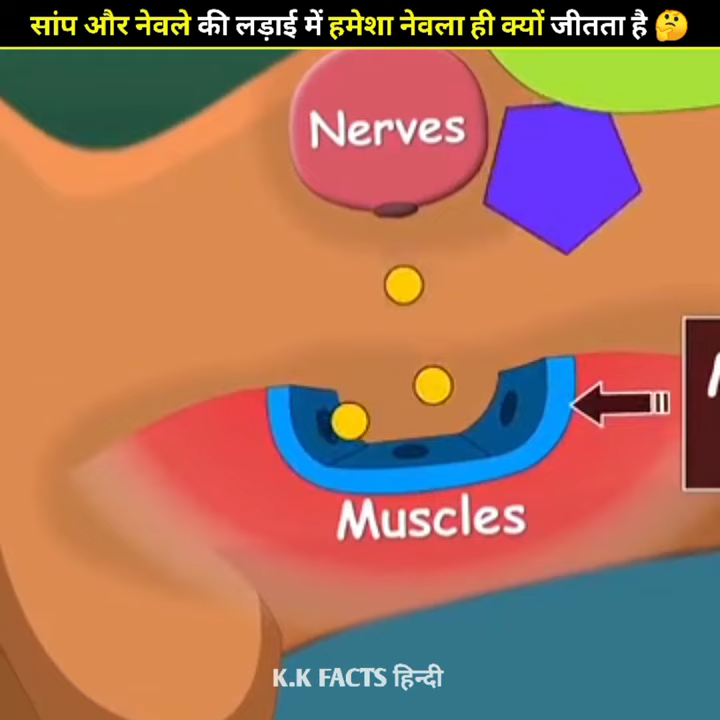 सांप और नेवले की लड़ाई में हमेशा नेवला ही क्यों जीतता है 🤔
Nerves
Muscles
K.K FACTS हिन्दी